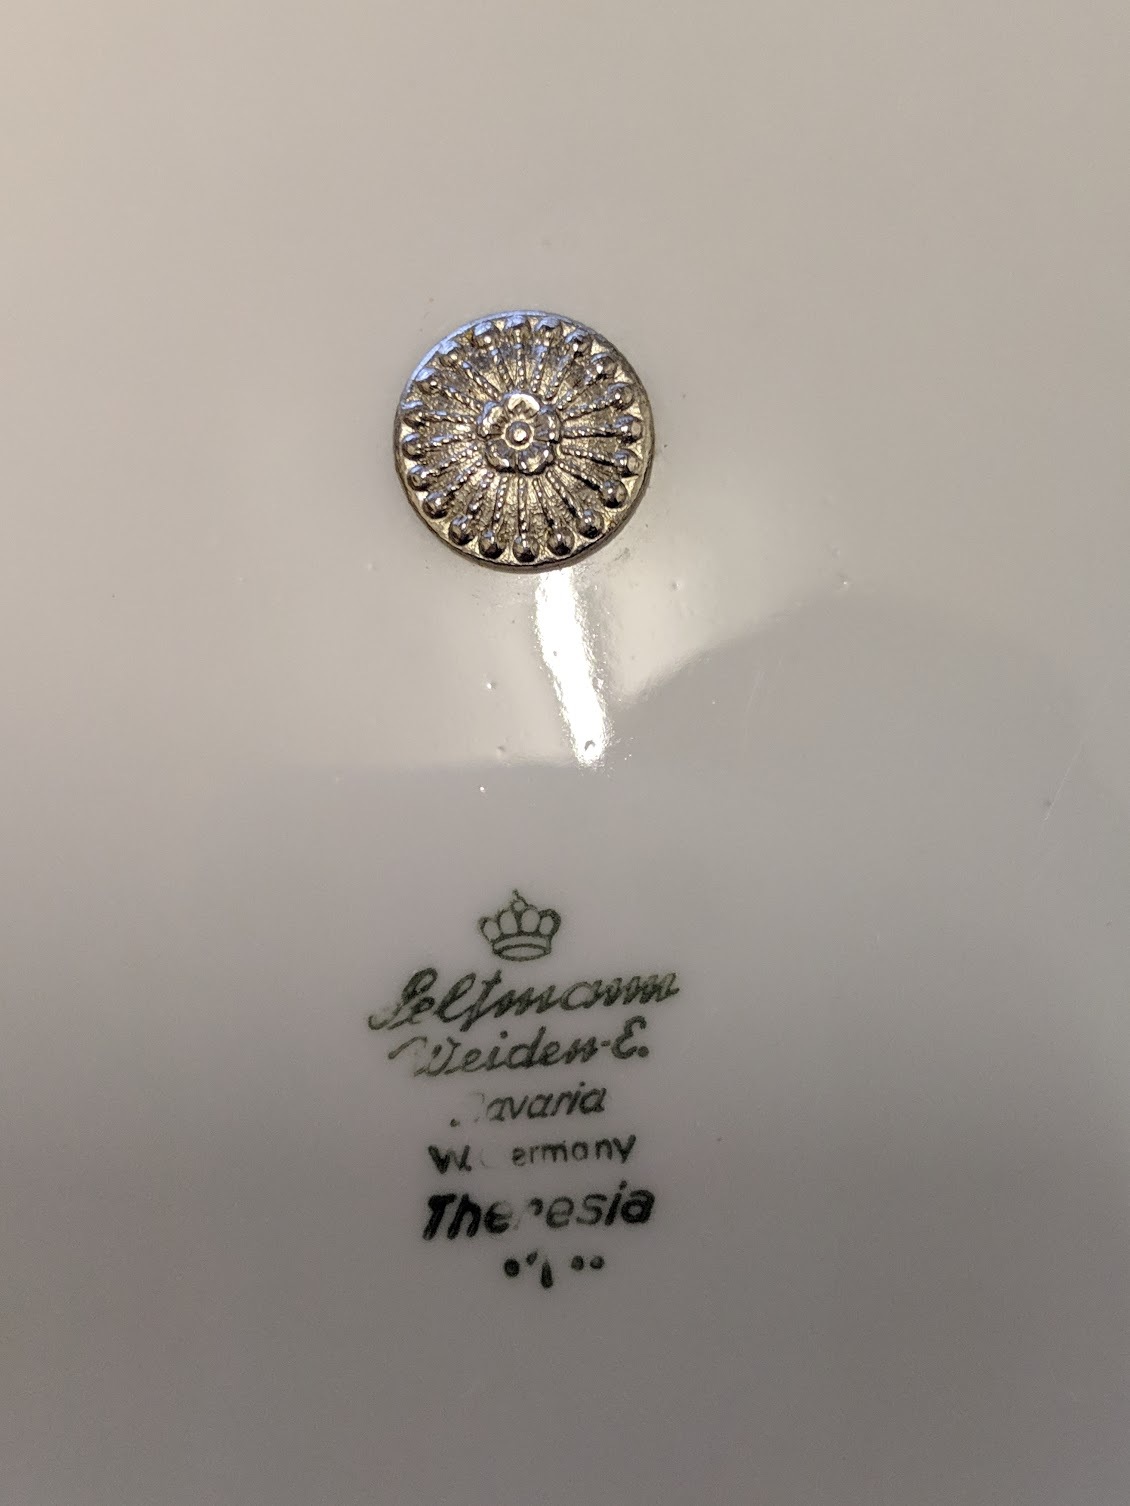 Seltmann
Weiden-E.
Bavaria
W. Germany
Theresia